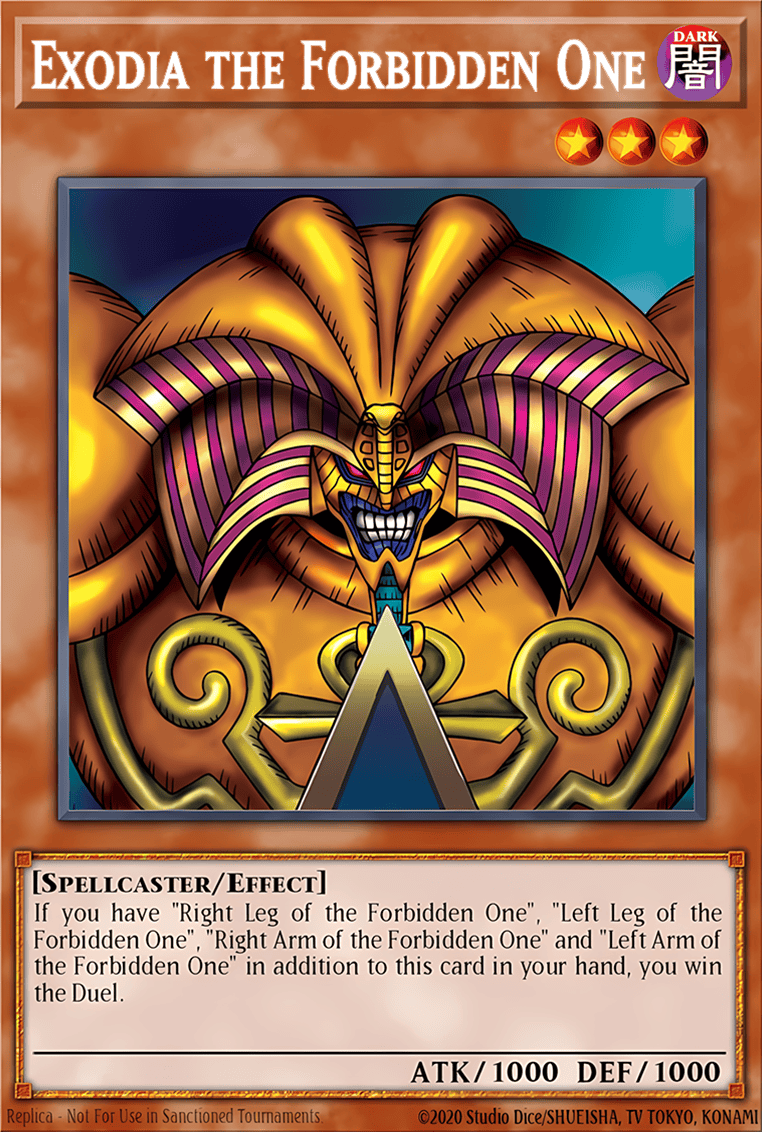 Exodia the Forbidden One
DARK
闇
[Spellcaster/Effect]
If you have "Right Leg of the Forbidden One", "Left Leg of the
Forbidden One", "Right Arm of the Forbidden One" and "Left Arm of
the Forbidden One" in addition to this card in your hand, you win
the Duel.
ATK/1000 DEF/1000
Replica - Not For Use in Sanctioned Tournaments.
©2020 Studio Dice/SHUEISHA, TV TOKYO, KONAMI